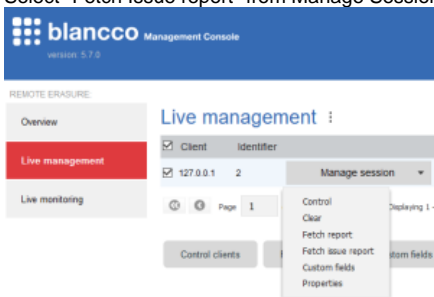 Select "Fetch Issue report" from Manage Session
blancco Management Console
version: 5.7.0
REMOTE ERASURE:
Overview
Live management
Client Identifier
Live management
127.0.0.1 2 Manage session
Live monitoring
Page 1 Displaying 1 -
Control
Clear
Fetch report
Control clients
Fetch issue report
Custom fields
Properties